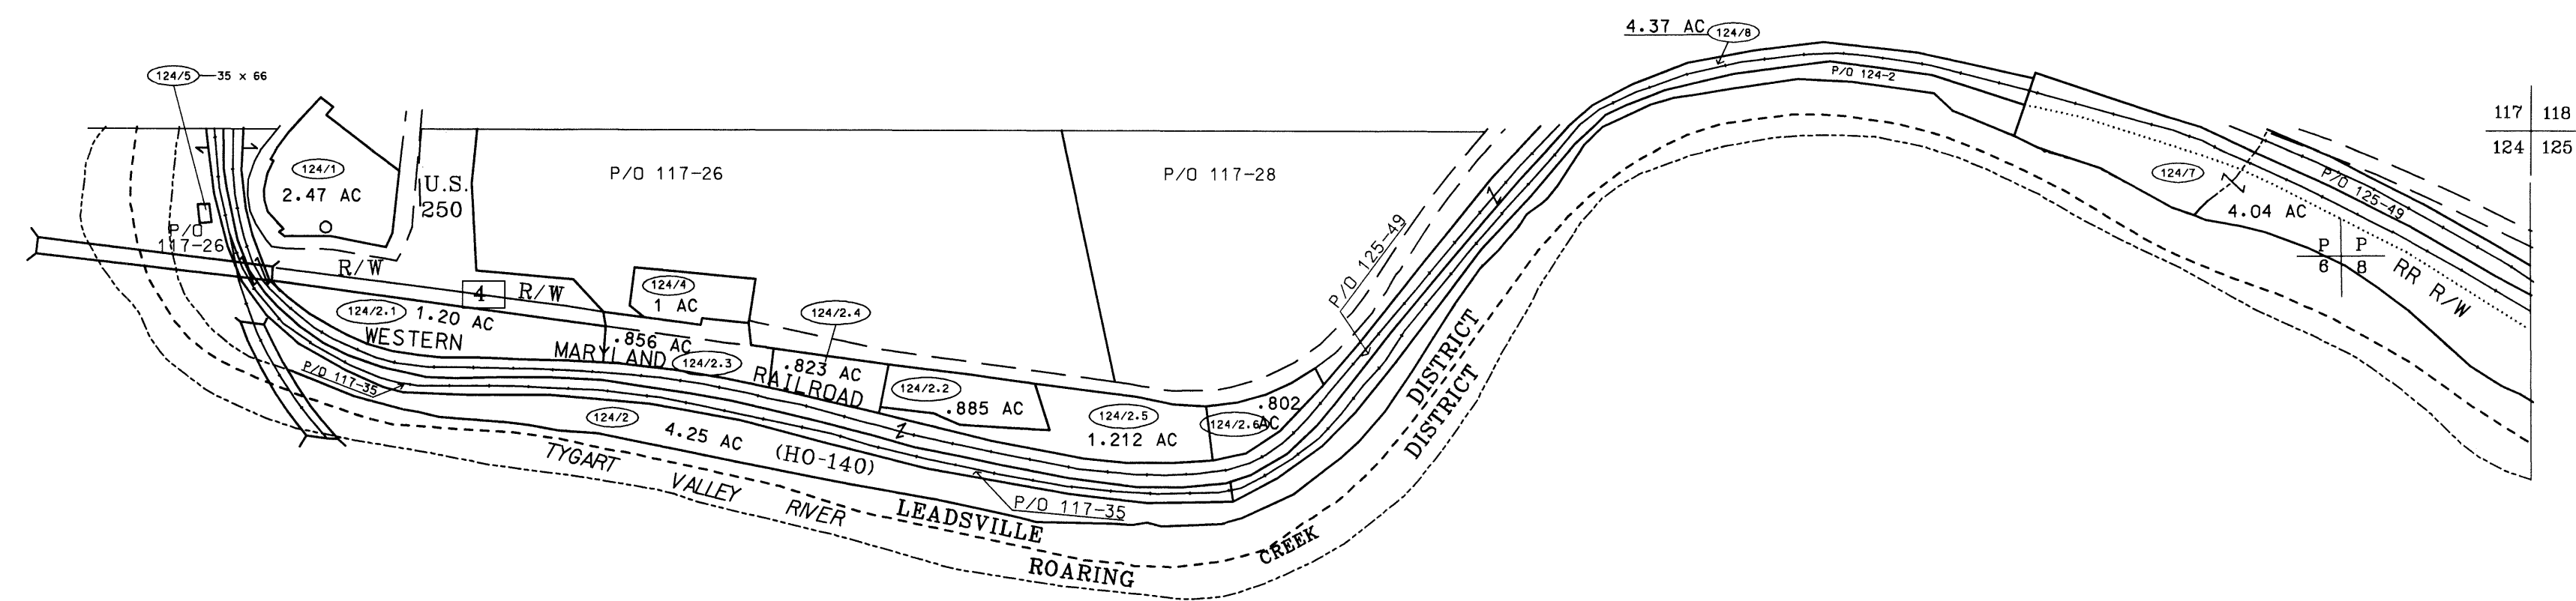 4.37 AC 124/8
124/5 35 x 66
P/O 124-2
117 118
124 125
124/1
2.47 AC
U.S.
250
P/O 117-26
P/O 117-28
124/7
P/O 125-49
4.04 AC
P/O
117-26
P/O 125-49
P P
6 8
RR R/W
R/W
4
R/W
124/4
1 AC
124/2.1 1.20 AC
124/2.4
WESTERN
.856 AC
MARYLAND
124/2.3
.823 AC
RAILROAD
124/2.2
.885 AC
P/O 117-35
124/2
4.25 AC
(HO-140)
124/2.5
1.212 AC
.802
AC
124/2.6
DISTRICT
DISTRICT
TYGART
VALLEY
RIVER
P/O 117-35
LEADSVILLE
CREEK
ROARING